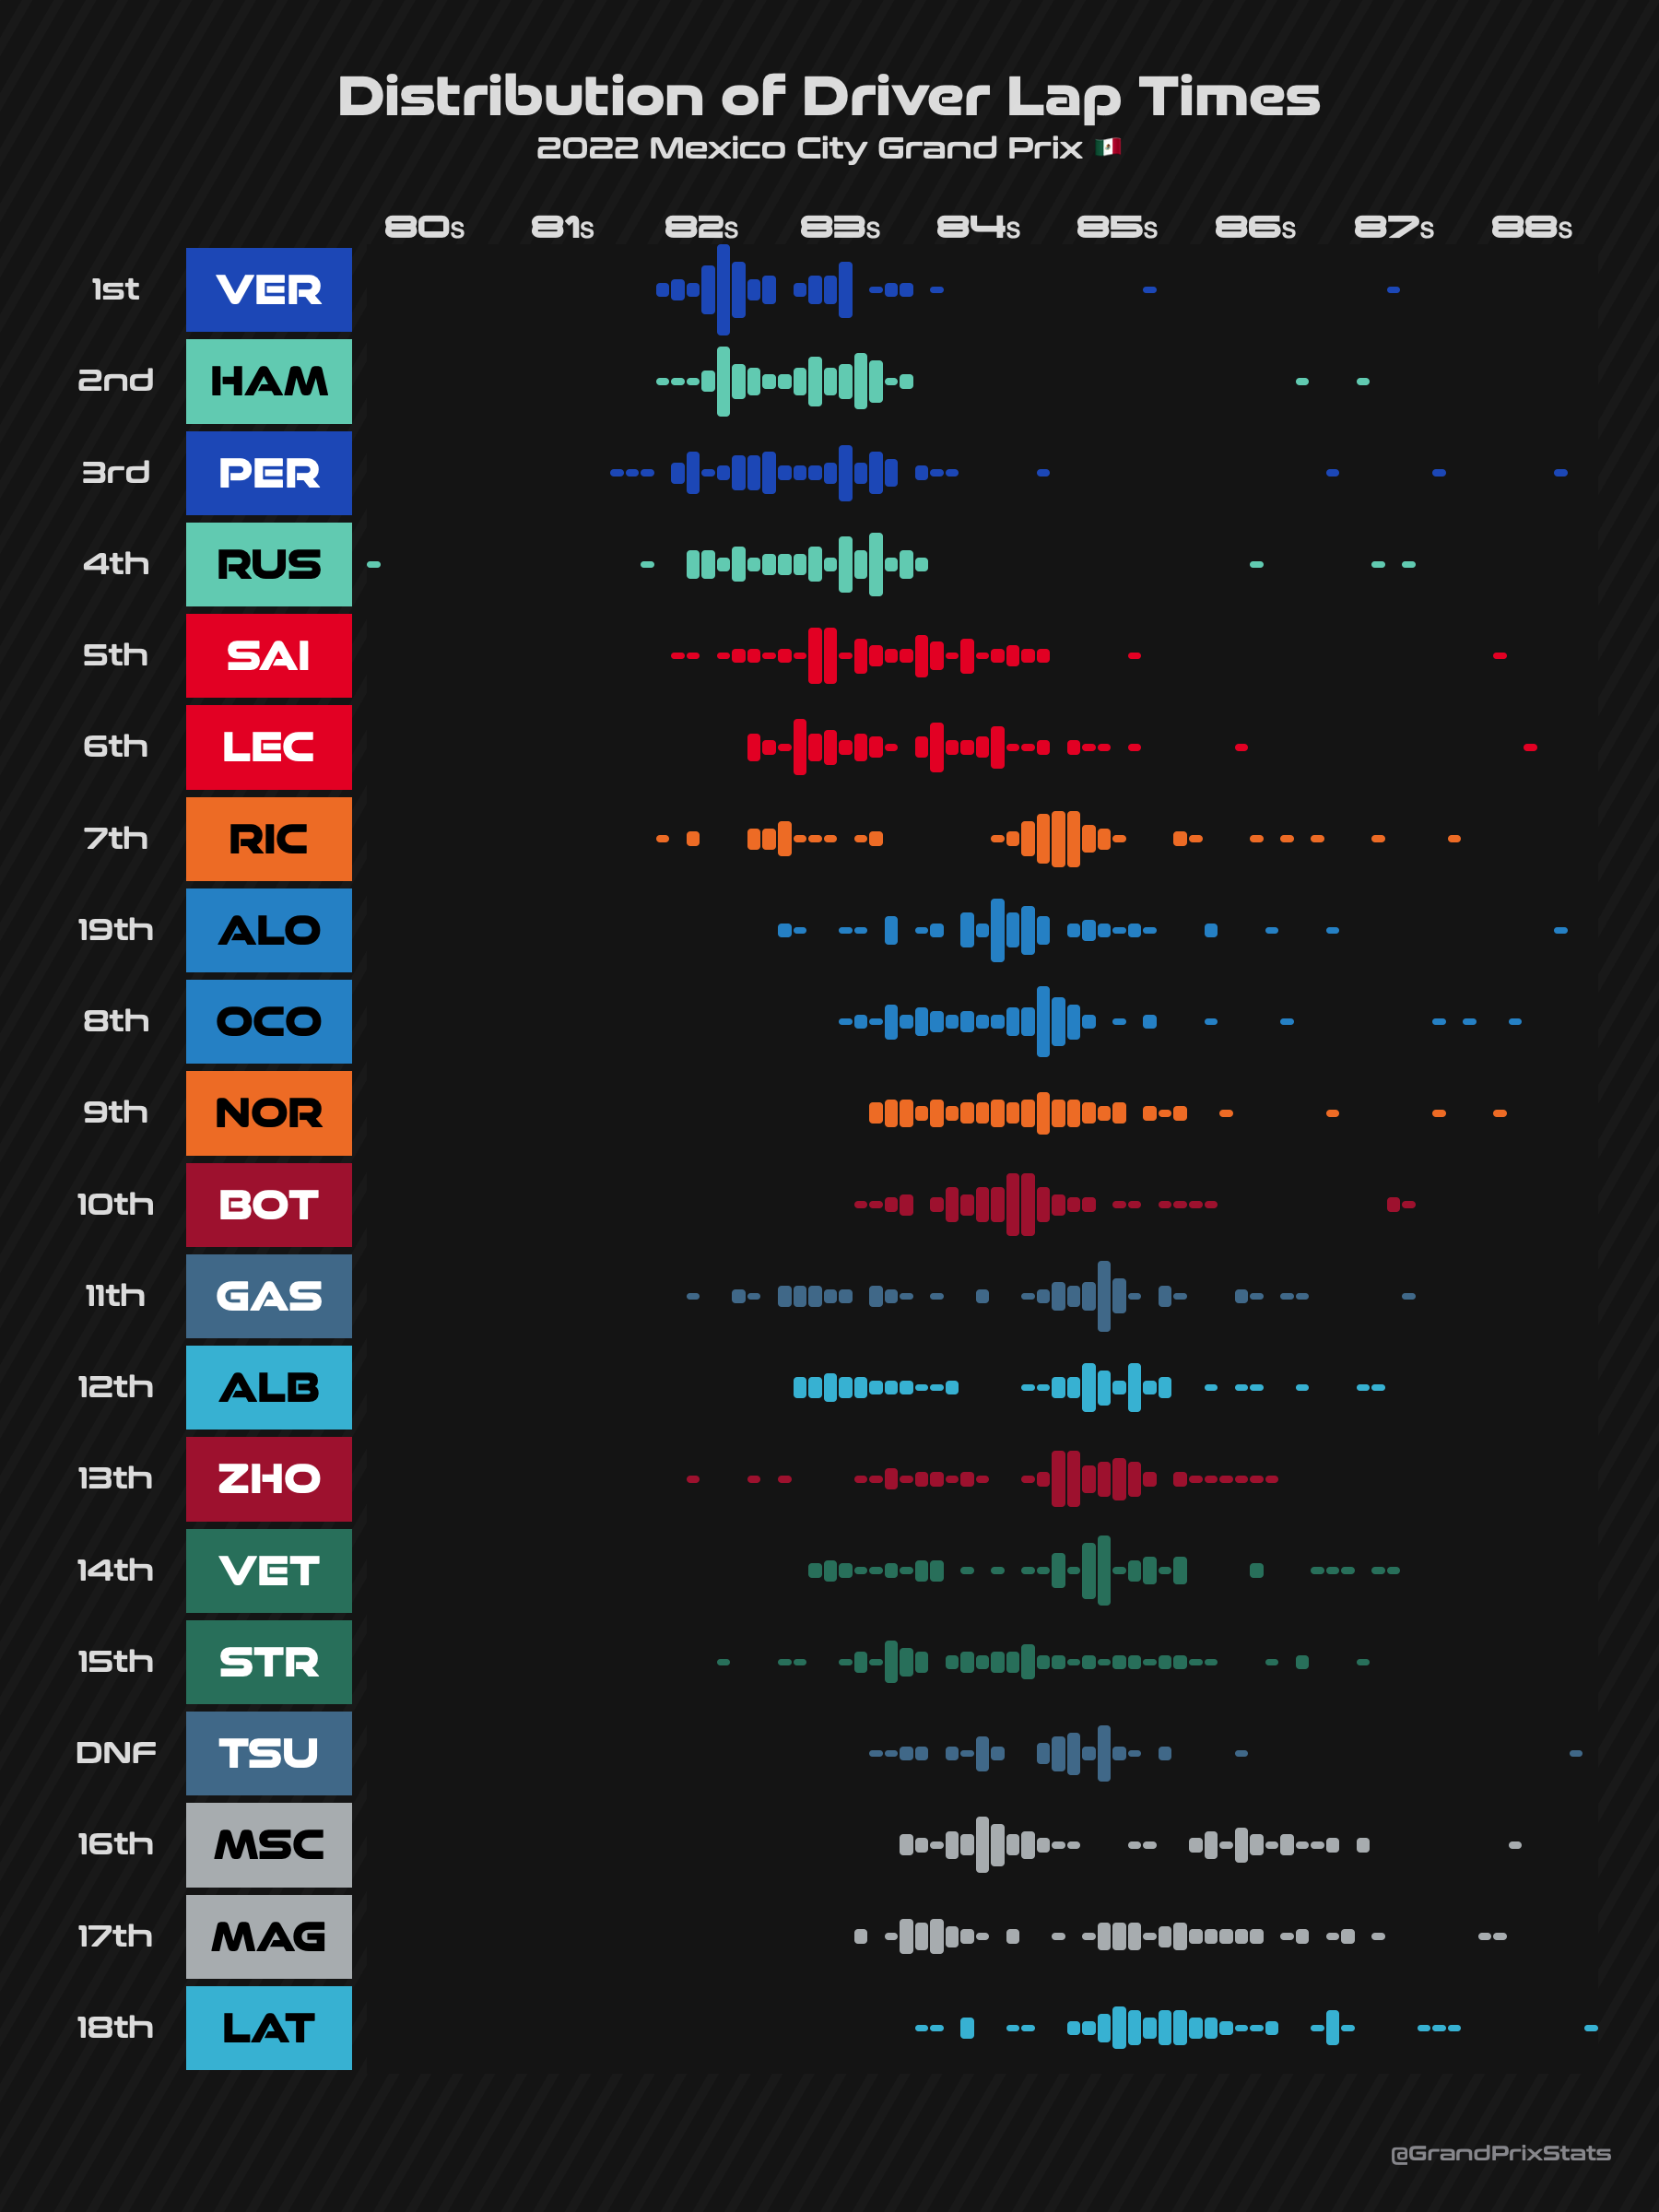 Distribution of Driver Lap Times
2022 Mexico City Grand Prix 🇲🇽
80s 81s 82s 83s 84s 85s 86s 87s 88s
1st VER
2nd HAM
3rd PER
4th RUS
5th SAI
6th LEC
7th RIC
19th ALO
8th OCO
9th NOR
10th BOT
11th GAS
12th ALB
13th ZHO
14th VET
15th STR
DNF TSU
16th MSC
17th MAG
18th LAT
@GrandPrixStats